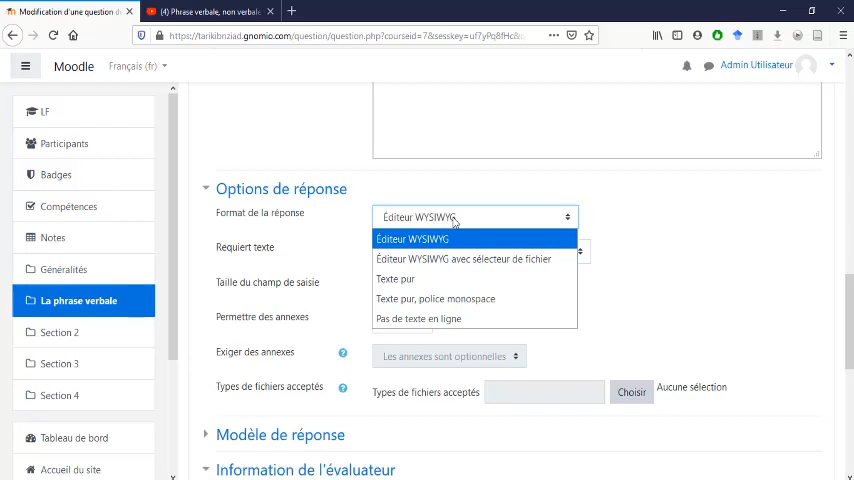 Modification d'une question de
(4) Phrase verbale, non verbale
https://tarikibnziad.gnomio.com/question/question.php?courseid=7&sesskey=uf7yPq8fHc8
Moodle
Français (fr)
Admin Utilisateur
LF
Participants
Badges
Compétences
Notes
Généralités
La phrase verbale
Section 2
Section 3
Section 4
Tableau de bord
Accueil du site
Options de réponse
Format de la réponse
Éditeur WYSIWYG
Éditeur WYSIWYG
Éditeur WYSIWYG avec sélecteur de fichier
Texte pur
Texte pur, police monospace
Pas de texte en ligne
Requiert texte
Taille du champ de saisie
Permettre des annexes
Exiger des annexes
Les annexes sont optionnelles
Types de fichiers acceptés
Types de fichiers acceptés
Choisir
Aucune sélection
Modèle de réponse
Information de l'évaluateur